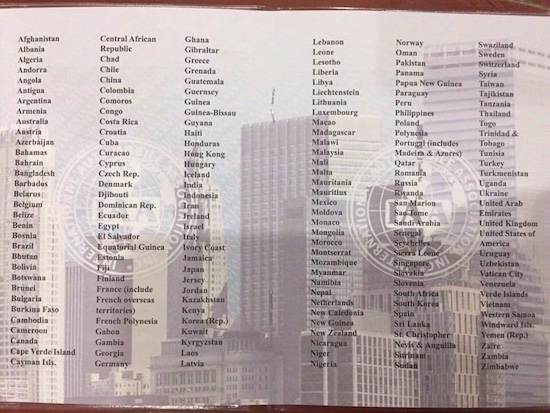 Afghanistan
Albania
Algeria
Andorra
Angola
Antigua
Argentina
Armenia
Australia
Austria
Azerbaijan
Bahamas
Bahrain
Bangladesh
Barbados
Belarus
Belgium
Belize
Benin
Bosnia
Brazil
Bhutan
Bolivia
Botswana
Brunei
Bulgaria
Burkina Faso
Cambodia
Cameroon
Canada
Cape Verde Island
Cayman Isls.
Central African
Republic
Chad
Chile
China
Colombia
Comoros
Congo
Costa Rica
Croatia
Cuba
Curacao
Cyprus
Czech Rep.
Denmark
Djibouti
Dominican Rep.
Ecuador
Egypt
El Salvador
Equatorial Guinea
Estonia
Fiji
Finland
France (include
French overseas
territories)
French Polynesia
Gabon
Gambia
Georgia
Germany
Ghana
Gibraltar
Greece
Grenada
Guatemala
Guernsey
Guinea
Guinea-Bissau
Guyana
Haiti
Honduras
Hong Kong
Hungary
Iceland
India
Indonesia
Iran
Ireland
Israel
Italy
Ivory Coast
Jamaica
Japan
Jersey
Jordan
Kazakhstan
Kenya
Korea (Rep.)
Kuwait
Kyrgyzstan
Laos
Latvia
Lebanon
Leone
Lesotho
Liberia
Libya
Liechtenstein
Lithuania
Luxembourg
Macao
Madagascar
Malawi
Malaysia
Mali
Malta
Mauritania
Mauritius
Mexico
Moldova
Monaco
Mongolia
Morocco
Montserrat
Mozambique
Myanmar
Namibia
Nepal
Netherlands
New Caledonia
New Guinea
New Zealand
Nicaragua
Niger
Nigeria
Norway
Oman
Pakistan
Panama
Papua New Guinea
Paraguay
Peru
Philippines
Poland
Polynesia
Portugal (includes
Madeira & Azores)
Qatar
Romania
Russia
Rwanda
San Marion
Sao Tome
Saudi Arabia
Senegal
Seychelles
Sierra Leene
Singapore
Slovakia
Slovenia
South Africa
South Korea
Spain
Sri Lanka
St. Christopher
Nevis & Anguilla
Surinam
Sudan
Swaziland
Sweden
Switzerland
Syria
Taiwan
Tajikistan
Tanzania
Thailand
Togo
Trinidad &
Tobago
Tunisia
Turkey
Turkmenistan
Uganda
Ukraine
United Arab
Emirates
United Kingdom
United States of
America
Uruguay
Uzbekistan
Vatican City
Venezuela
Verde Islands
Vietnam
Western Samoa
Windward Isls.
Yemen (Rep.)
Zaire
Zambia
Zimbabwe